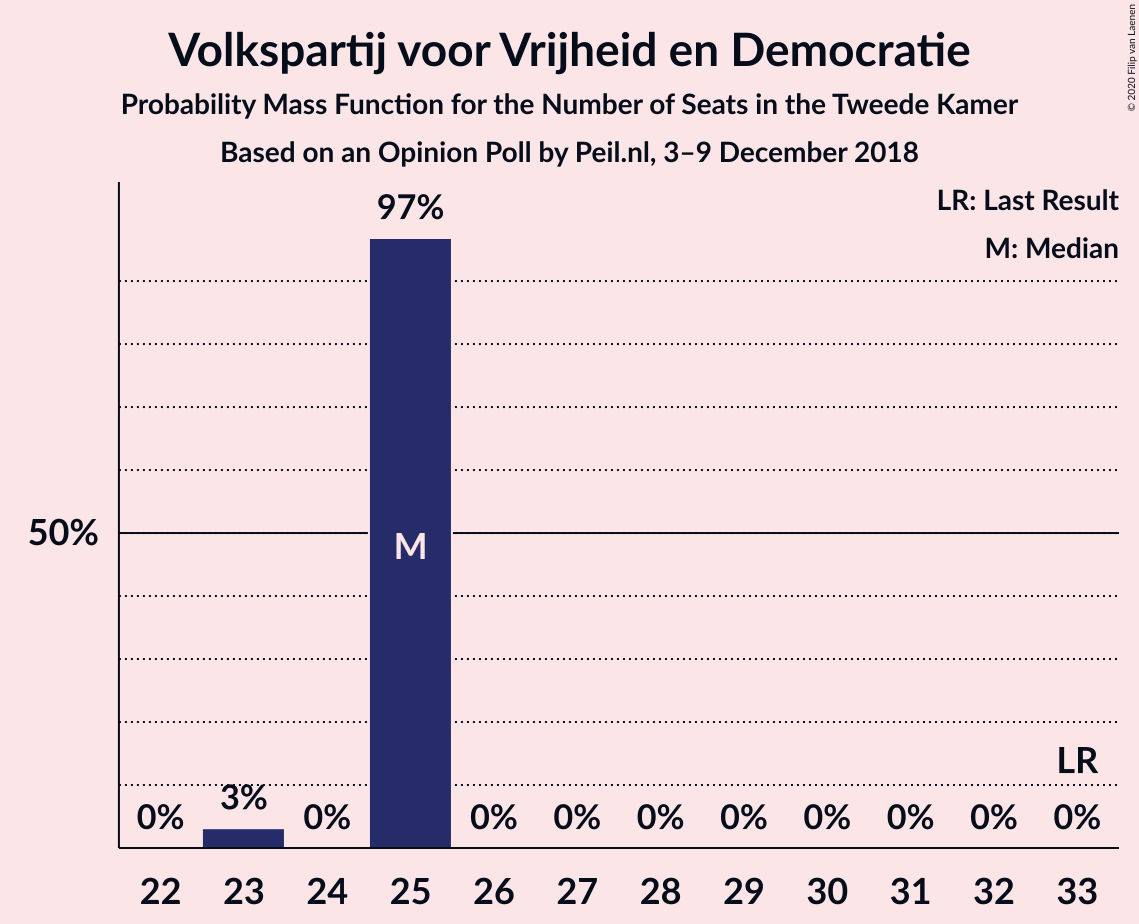 Volkspartij voor Vrijheid en Democratie
Probability Mass Function for the Number of Seats in the Tweede Kamer
Based on an Opinion Poll by Peil.nl, 3–9 December 2018
© 2020 Filip van Laenen
LR: Last Result
M: Median
97%
50%
M
LR
0% 3% 0% 0% 0% 0% 0% 0% 0% 0% 0%
22 23 24 25 26 27 28 29 30 31 32 33